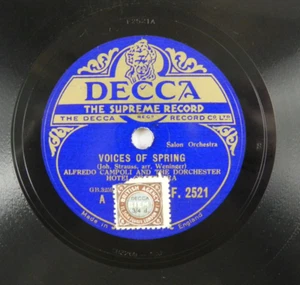 DECCA
THE SUPREME RECORD
THE DECCA RECORD CO. LTD.
Salon Orchestra
VOICES OF SPRING
(Joh. Strauss, arr. Weninger)
ALFREDO CAMPOLI AND THE DORCHESTER
HOTEL
A
F. 2521
DECCA
Made in England